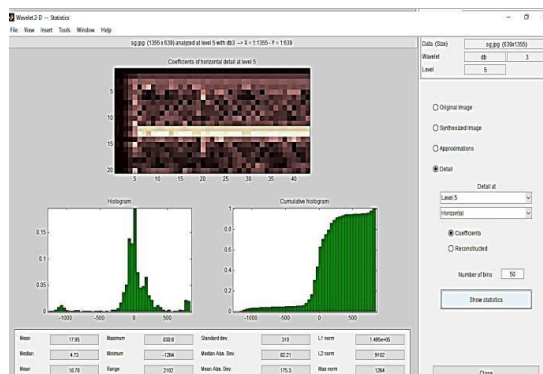 Wavelet 2-D -- Statistics
File View Insert Tools Window Help
sg.jpg (1355 x 639) analyzed at level 5 with db3 --> X = 1:1355 - Y = 1:639
Data (Size) sg.jpg (639x1355)
Wavelet db 3
Level 5
Coefficients of horizontal detail at level 5
5
10
15
20
5 10 15 20 25 30 35 40
Original Image
Synthesized Image
Approximations
Detail
Detail at
Level 5
Horizontal
Coefficients
Reconstructed
Number of bins 50
Show statistics
Histogram
0.15
0.1
0.05
0
-1000 -500 0 500
Cumulative histogram
1
0.8
0.6
0.4
0.2
0
-1000 -500 0 500
Mean 17.95 Maximum 838.6 Standard dev. 310 L1 norm 1.495e+05
Median 4.73 Minimum -1264 Median Abs. Dev. 82.21 L2 norm 9102
Mean Range 2102 Mean Abs. Dev. 175.3 Max norm 1264
Close